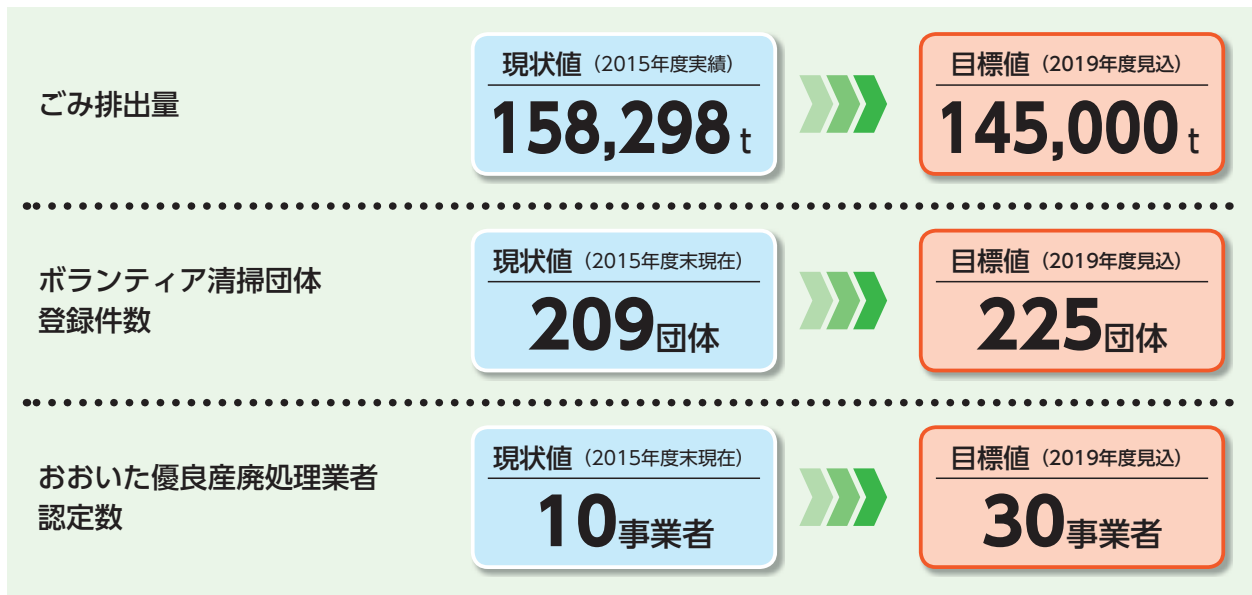 ごみ排出量
現状値（2015年度実績）
158,298 t
目標値（2019年度見込）
145,000 t
ボランティア清掃団体
登録件数
現状値（2015年度末現在）
209団体
目標値（2019年度見込）
225団体
おおいた優良産廃処理業者
認定数
現状値（2015年度末現在）
10事業者
目標値（2019年度見込）
30事業者